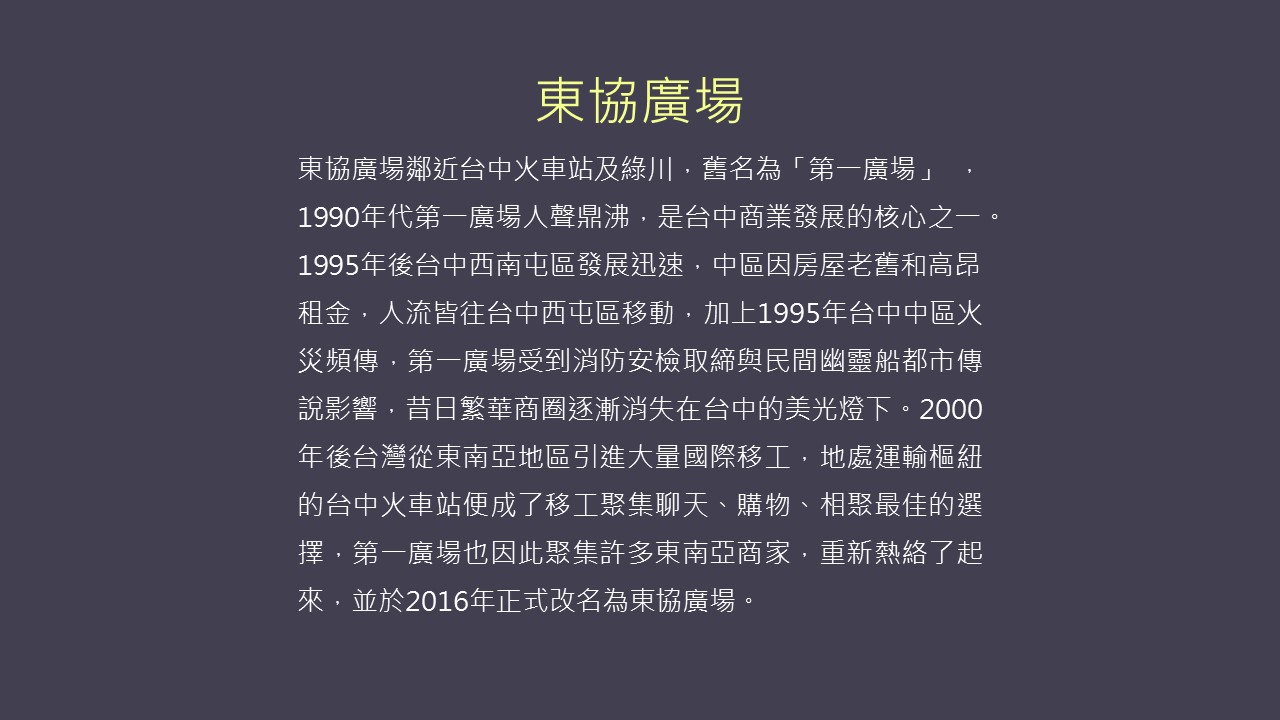 東協廣場
東協廣場鄰近台中火車站及綠川，舊名為「第一廣場」 ，
1990年代第一廣場人聲鼎沸，是台中商業發展的核心之一。
1995年後台中西南屯區發展迅速，中區因房屋老舊和高昂
租金，人流皆往台中西屯區移動，加上1995年台中中區火
災頻傳，第一廣場受到消防安檢取締與民間幽靈船都市傳
說影響，昔日繁華商圈逐漸消失在台中的美光燈下。2000
年後台灣從東南亞地區引進大量國際移工，地處運輸樞紐
的台中火車站便成了移工聚集聊天、購物、相聚最佳的選
擇，第一廣場也因此聚集許多東南亞商家，重新熱絡了起
來，並於2016年正式改名為東協廣場。